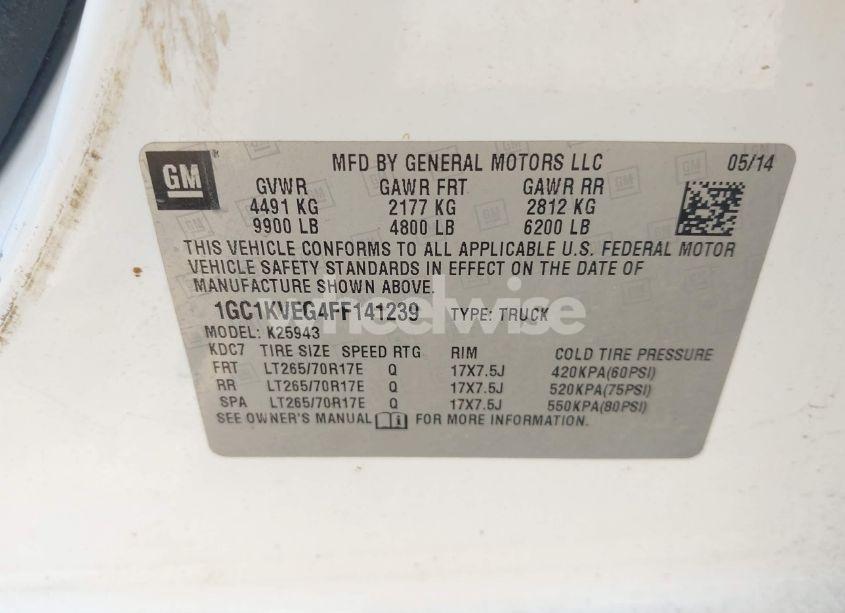 GM
MFD BY GENERAL MOTORS LLC 05/14
GVWR GAWR FRT GAWR RR
4491 KG 2177 KG 2812 KG
9900 LB 4800 LB 6200 LB
THIS VEHICLE CONFORMS TO ALL APPLICABLE U.S. FEDERAL MOTOR
VEHICLE SAFETY STANDARDS IN EFFECT ON THE DATE OF
MANUFACTURE SHOWN ABOVE.
1GC1KVEG4FF141239 TYPE: TRUCK
wheelwise
MODEL: K25943
KDC7 TIRE SIZE SPEED RTG RIM COLD TIRE PRESSURE
FRT LT265/70R17E Q 17X7.5J 420KPA(60PSI)
RR LT265/70R17E Q 17X7.5J 520KPA(75PSI)
SPA LT265/70R17E Q 17X7.5J 550KPA(80PSI)
SEE OWNER'S MANUAL FOR MORE INFORMATION.